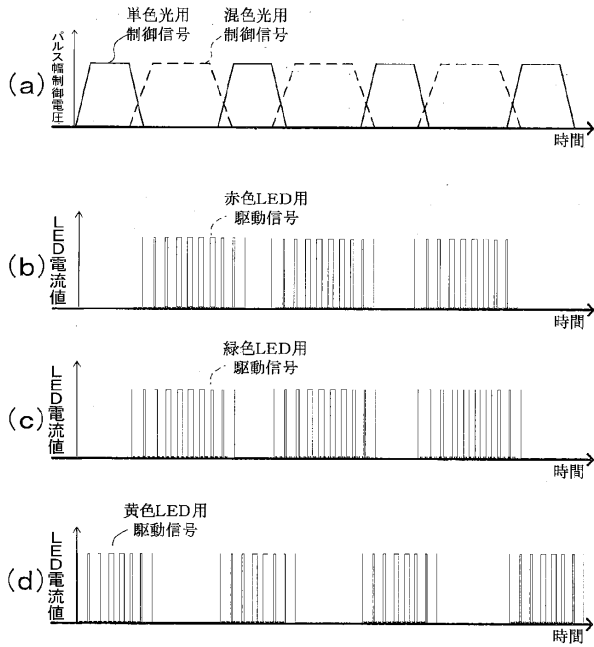 (a)
パルス幅制御電圧
単色光用
制御信号
混色光用
制御信号
時間
(b)
LED電流値
赤色LED用
駆動信号
時間
(c)
LED電流値
緑色LED用
駆動信号
時間
(d)
LED電流値
黄色LED用
駆動信号
時間